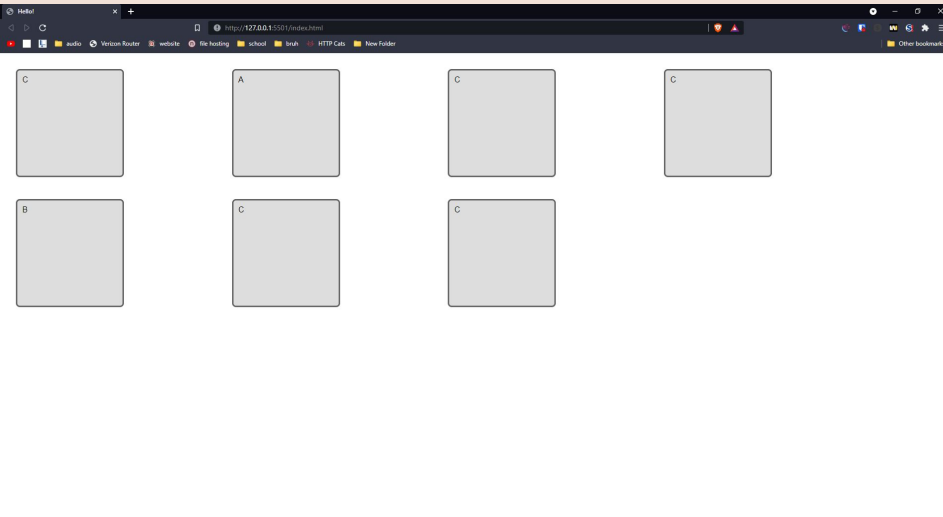 Hello!
http://127.0.0.1:5501/index.html
audio Verizon Router website file hosting school bruh HTTP Cats New Folder Other bookmarks
C A C C
B C C